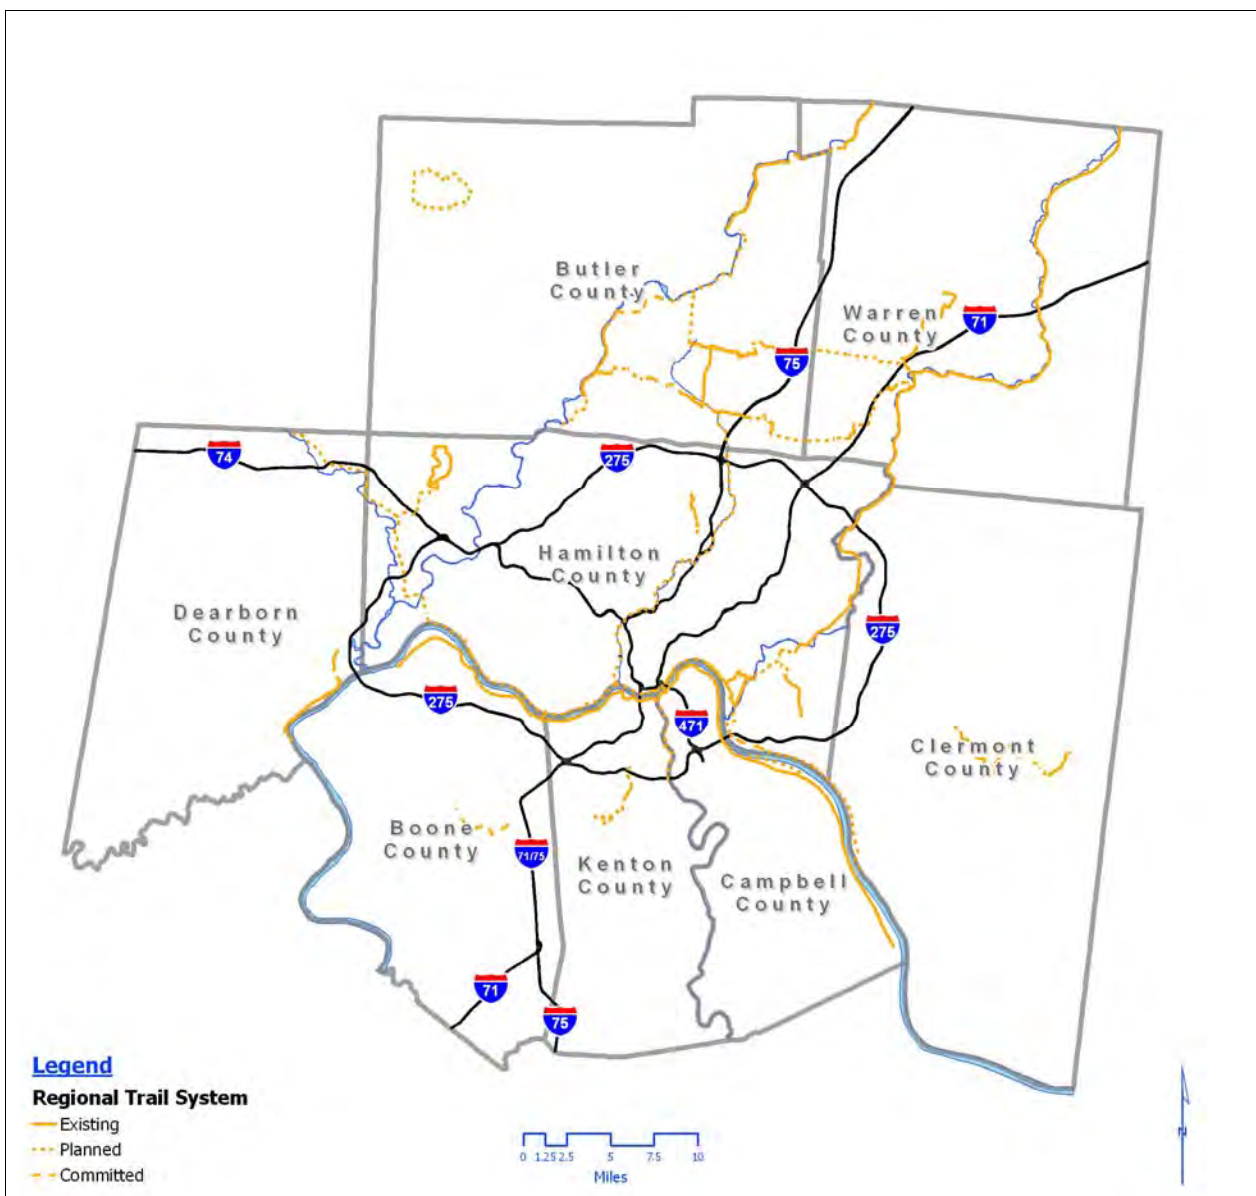 Butler
County
Warren
County
71
75
74
275
Hamilton
County
Dearborn
County
275
275
471
Clermont
County
Boone
County
71/75
Kenton
County
Campbell
County
71
75
Legend
Regional Trail System
Existing
Planned
Committed
0 1.25 2.5 5 7.5 10
Miles
N